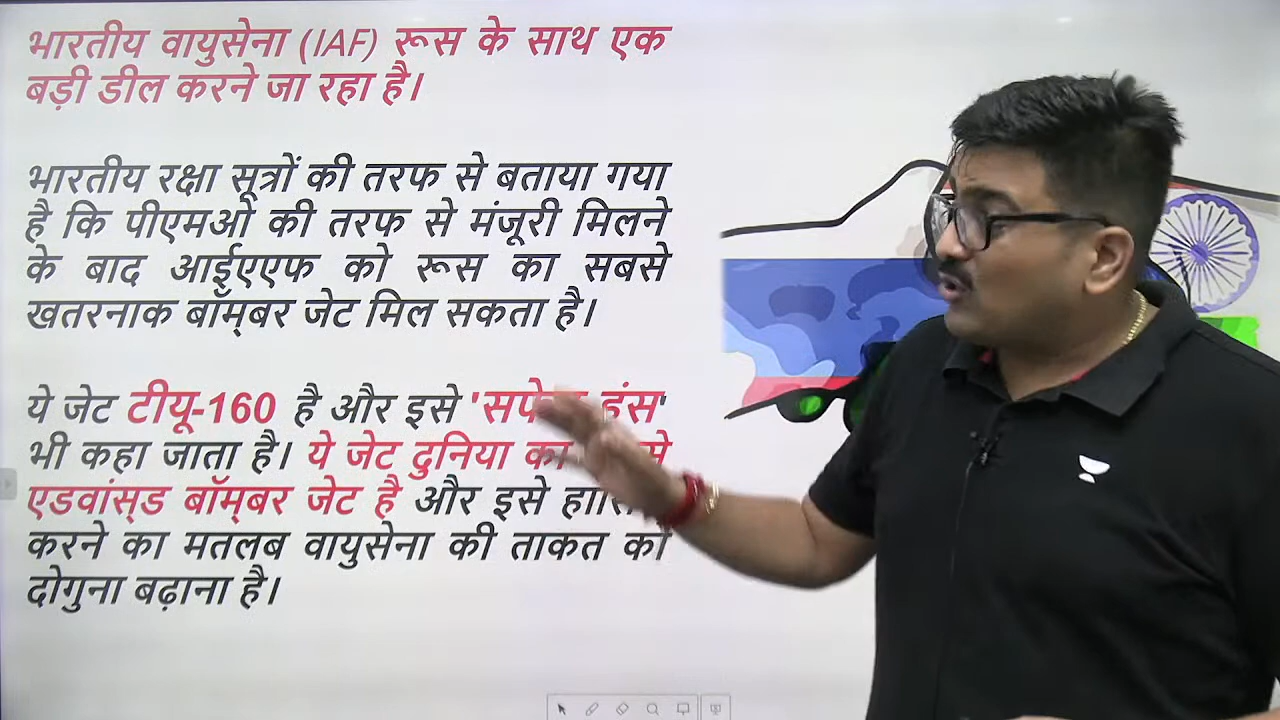 भारतीय वायुसेना (IAF) रूस के साथ एक
बड़ी डील करने जा रहा है।
भारतीय रक्षा सूत्रों की तरफ से बताया गया
है कि पीएमओ की तरफ से मंजूरी मिलने
के बाद आईएएफ को रूस का सबसे
खतरनाक बॉम्‍बर जेट मिल सकता है।
ये जेट टीयू-160 है और इसे हंस'
भी कहा जाता है। ये जेट दुनिया का
एडवांस्‍ड बॉम्‍बर जेट है और इसे
करने का मतलब वायुसेना की ताकत को
दोगुना बढ़ाना है।